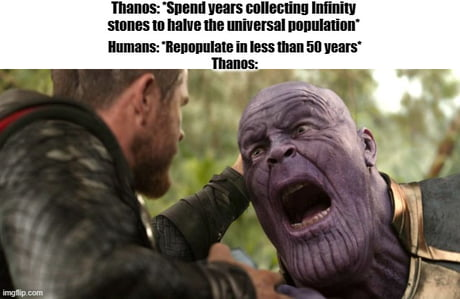 Thanos: *Spend years collecting Infinity
stones to halve the universal population*
Humans: *Repopulate in less than 50 years*
Thanos:
imgflip.com